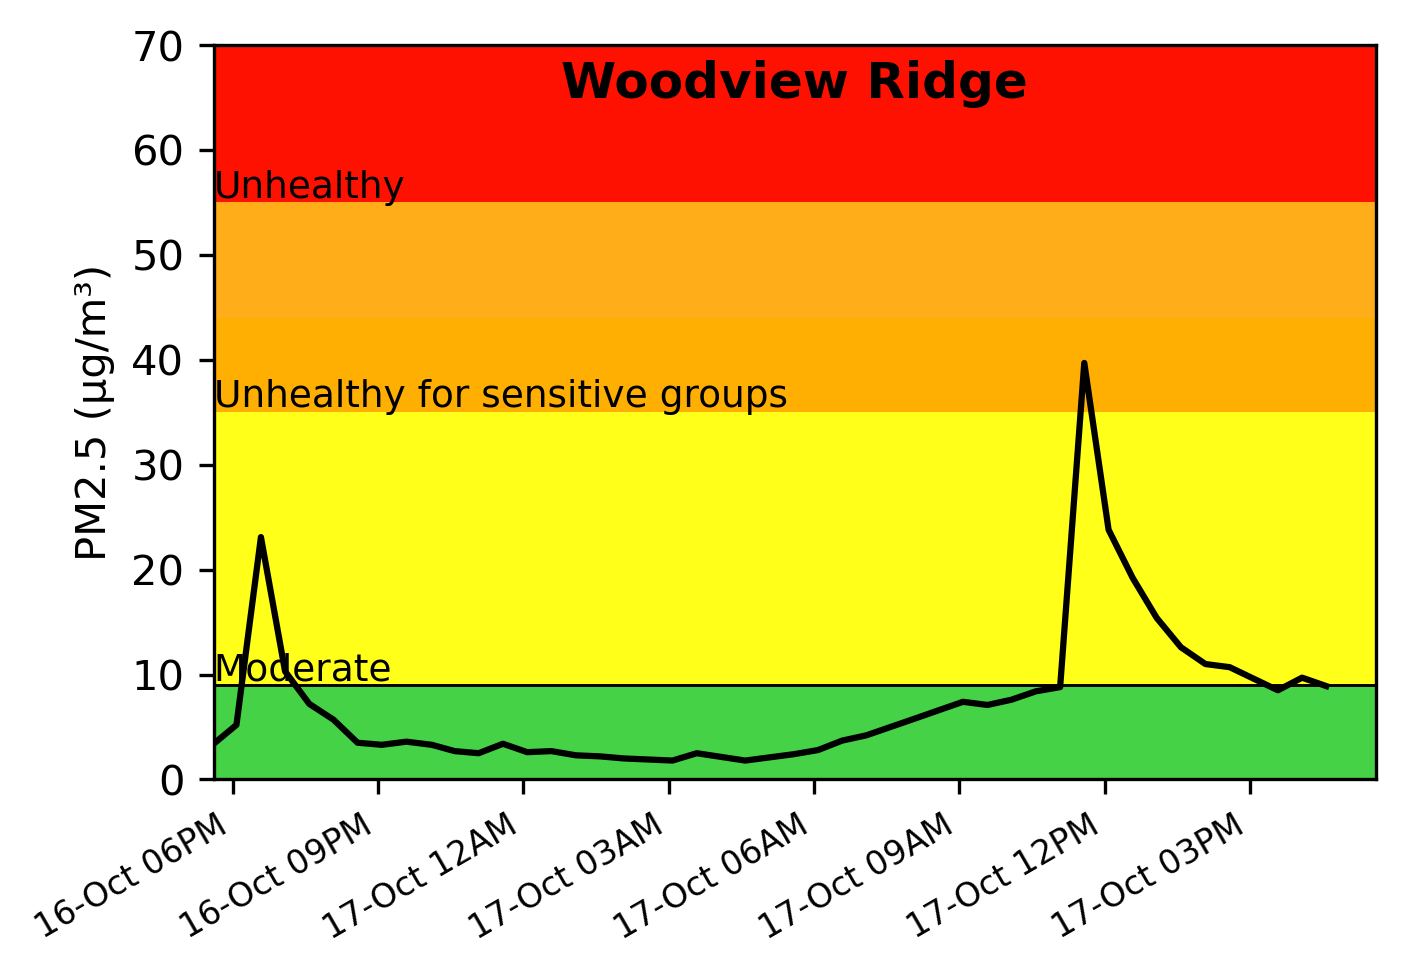 Woodview Ridge
70
60
50
40
30
20
10
0
PM2.5 (µg/m³)
Unhealthy
Unhealthy for sensitive groups
Moderate
16-Oct 06PM
16-Oct 09PM
17-Oct 12AM
17-Oct 03AM
17-Oct 06AM
17-Oct 09AM
17-Oct 12PM
17-Oct 03PM